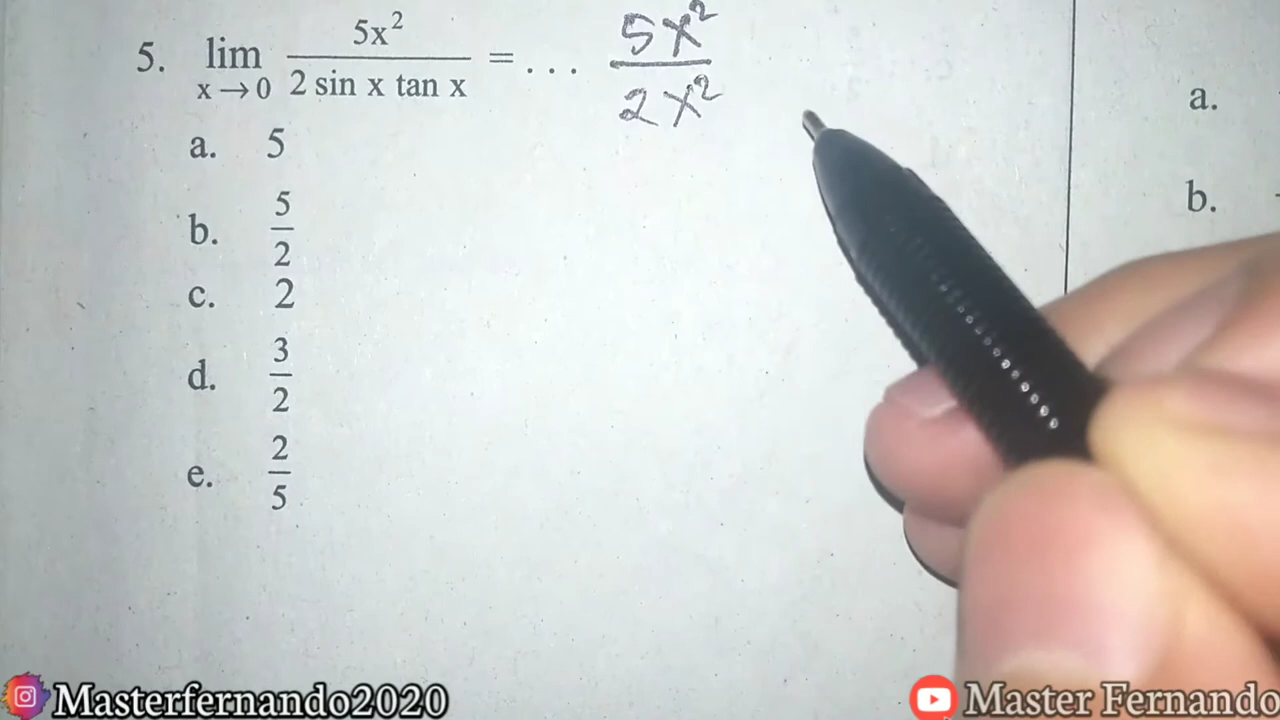 5. lim x→0 5x² / 2 sin x tan x = ... 5x² / 2x²
a. 5
b. 5/2
c. 2
d. 3/2
e. 2/5
a.
b.
Masterfernando2020
Master Fernando